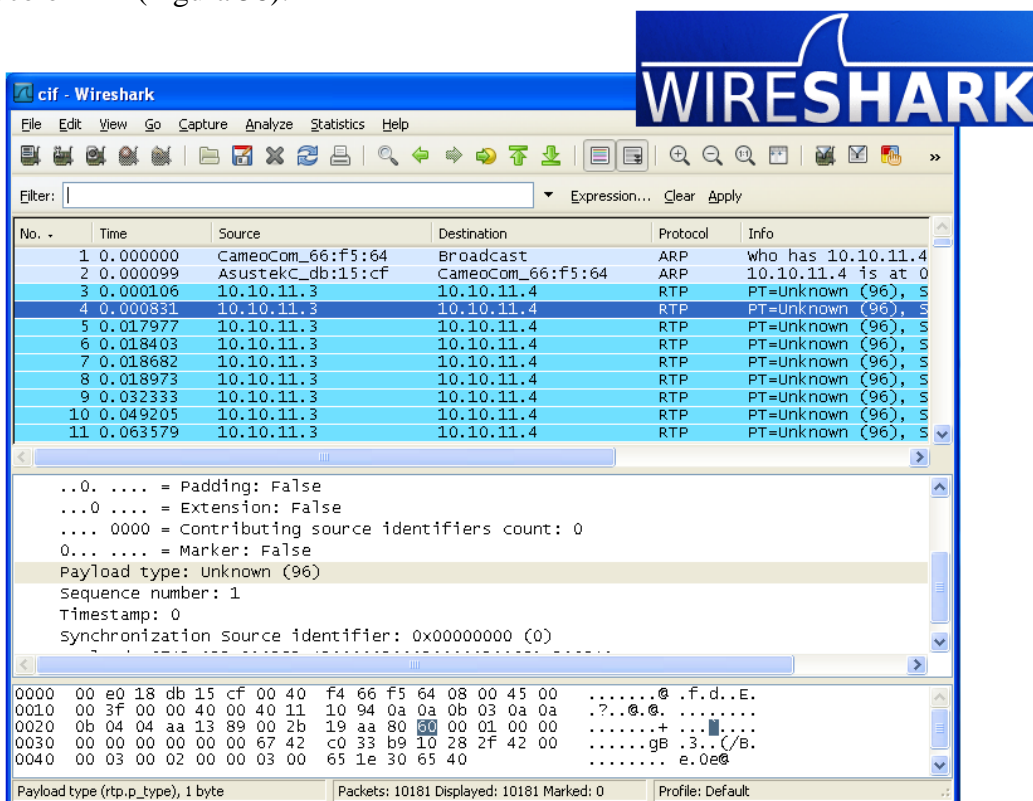 WIRESHARK
cif - Wireshark
File Edit View Go Capture Analyze Statistics Help
Filter: Expression... Clear Apply
No. - Time Source Destination Protocol Info
1 0.000000 CameoCom_66:f5:64 Broadcast ARP Who has 10.10.11.4
2 0.000099 AsustekC_db:15:cf CameoCom_66:f5:64 ARP 10.10.11.4 is at 0
3 0.000106 10.10.11.3 10.10.11.4 RTP PT=Unknown (96), S
4 0.000831 10.10.11.3 10.10.11.4 RTP PT=Unknown (96), S
5 0.017977 10.10.11.3 10.10.11.4 RTP PT=Unknown (96), S
6 0.018403 10.10.11.3 10.10.11.4 RTP PT=Unknown (96), S
7 0.018682 10.10.11.3 10.10.11.4 RTP PT=Unknown (96), S
8 0.018973 10.10.11.3 10.10.11.4 RTP PT=Unknown (96), S
9 0.032333 10.10.11.3 10.10.11.4 RTP PT=Unknown (96), S
10 0.049205 10.10.11.3 10.10.11.4 RTP PT=Unknown (96), S
11 0.063579 10.10.11.3 10.10.11.4 RTP PT=Unknown (96), S
..0. .... = Padding: False
...0 .... = Extension: False
.... 0000 = Contributing source identifiers count: 0
0... .... = Marker: False
Payload type: Unknown (96)
Sequence number: 1
Timestamp: 0
Synchronization Source identifier: 0x00000000 (0)
0000 00 e0 18 db 15 cf 00 40 f4 66 f5 64 08 00 45 00 .......@ .f.d..E.
0010 00 3f 00 00 40 00 40 11 10 94 0a 0a 0b 03 0a 0a .?..@.@. ........
0020 0b 04 04 aa 13 89 00 2b 19 aa 80 60 00 01 00 00 .......+ ...`....
0030 00 00 00 00 00 00 67 42 c0 33 b9 10 28 2f 42 00 ......gB .3..(/B.
0040 00 03 00 02 00 00 03 00 65 1e 30 65 40 ........ e.0e@
Payload type (rtp.p_type), 1 byte Packets: 10181 Displayed: 10181 Marked: 0 Profile: Default